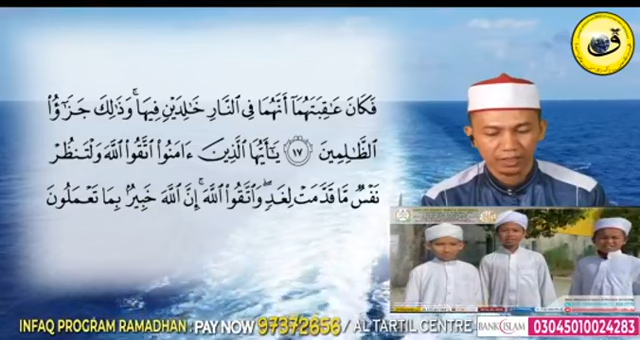 فَكَانَ عَٰقِبَتَهُمَآ أَنَّهُمَا فِى ٱلنَّارِ خَٰلِدَيْنِ فِيهَا ۚ وَذَٰلِكَ جَزَٰٓؤُا۟
ٱلظَّٰلِمِينَ ١٧ يَٰٓأَيُّهَا ٱلَّذِينَ ءَامَنُوا۟ ٱتَّقُوا۟ ٱللَّهَ وَلْتَنظُرْ
نَفْسٌ مَّا قَدَّمَتْ لِغَدٍ ۖ وَٱتَّقُوا۟ ٱللَّهَ ۚ إِنَّ ٱللَّهَ خَبِيرٌۢ بِمَا تَعْمَلُونَ
INFAQ PROGRAM RAMADHAN : PAY NOW 97372656 / AL TARTIL CENTRE : BANK ISLAM 03045010024283